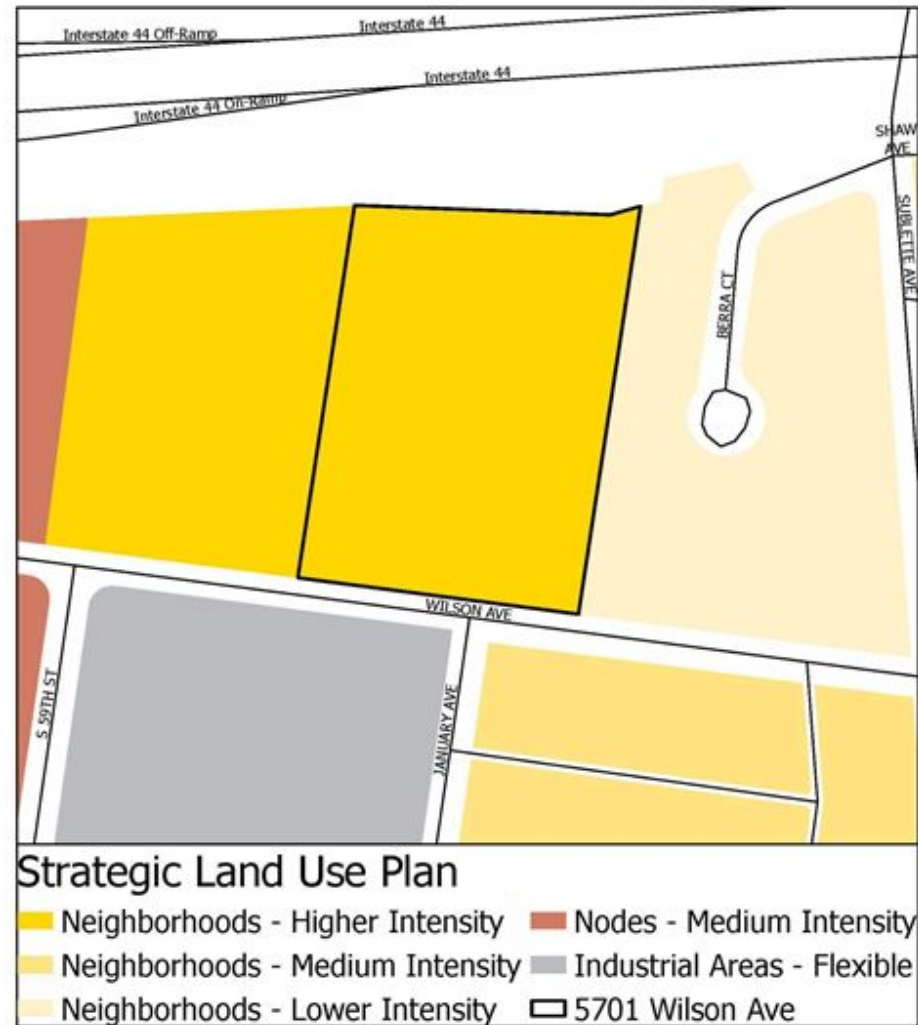 Interstate 44 Off-Ramp
Interstate 44
Interstate 44
Interstate 44 On-Ramp
SHAW
AVE
SUBLETTE AVE
BERRA CT
WILSON AVE
S 59TH ST
JANUARY AVE
Strategic Land Use Plan
Neighborhoods - Higher Intensity
Nodes - Medium Intensity
Neighborhoods - Medium Intensity
Industrial Areas - Flexible
Neighborhoods - Lower Intensity
5701 Wilson Ave